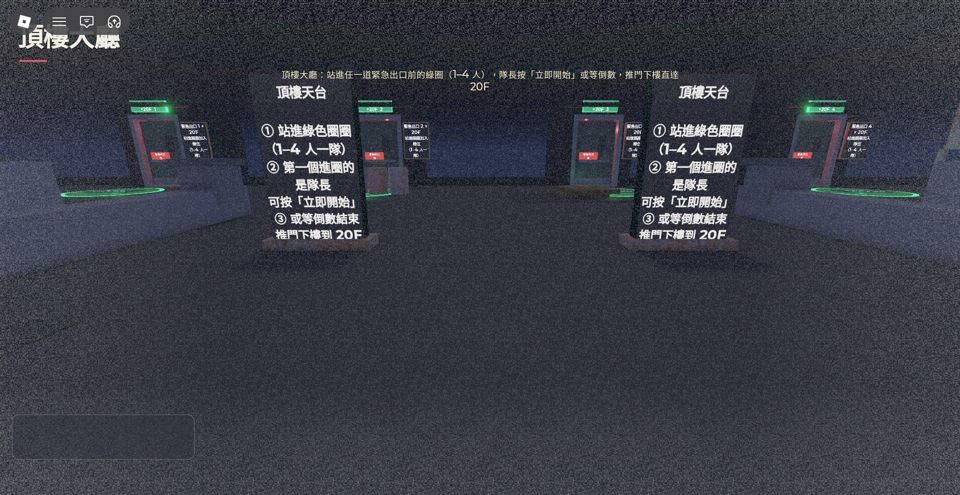 頂樓大廳
頂樓大廳：站進任一道緊急出口前的綠圈（1–4 人），隊長按「立即開始」或等倒數，推門下樓直達
20F
頂樓天台
① 站進綠色圈圈
（1–4 人一隊）
② 第一個進圈的
是隊長
可按「立即開始」
③ 或等倒數結束
推門下樓到 20F
頂樓天台
① 站進綠色圈圈
（1–4 人一隊）
② 第一個進圈的
是隊長
可按「立即開始」
③ 或等倒數結束
推門下樓到 20F